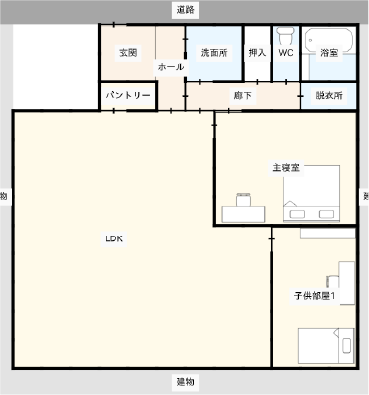 道路
玄関
ホール
洗面所
押入
WC
浴室
パントリー
廊下
脱衣所
主寝室
物
LDK
子供部屋1
建物